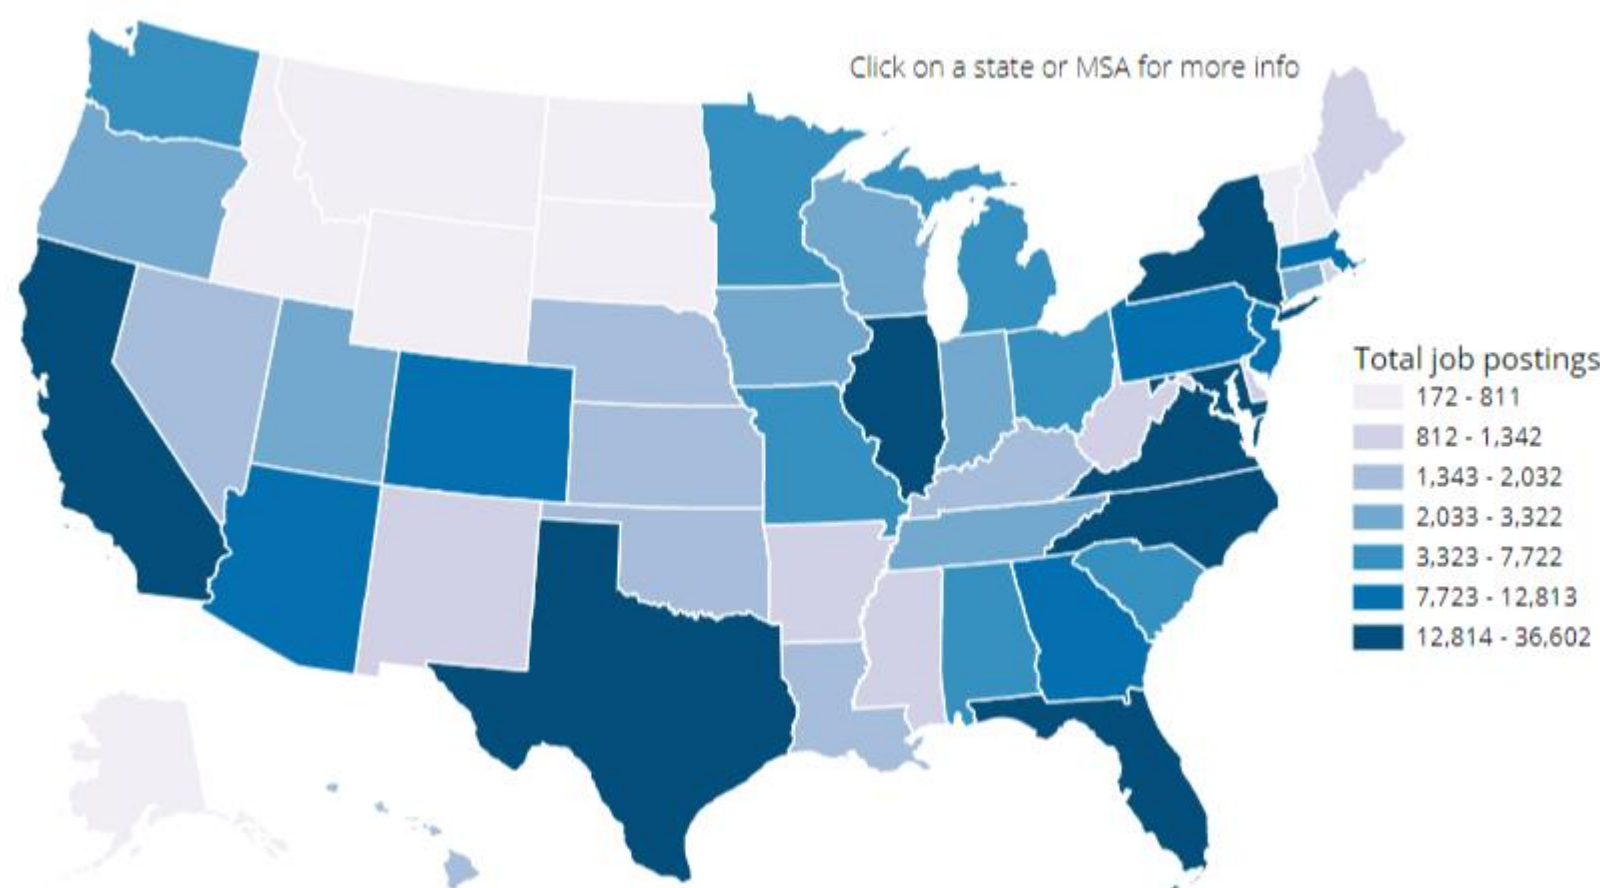 Click on a state or MSA for more info
Total job postings
172 - 811
812 - 1,342
1,343 - 2,032
2,033 - 3,322
3,323 - 7,722
7,723 - 12,813
12,814 - 36,602